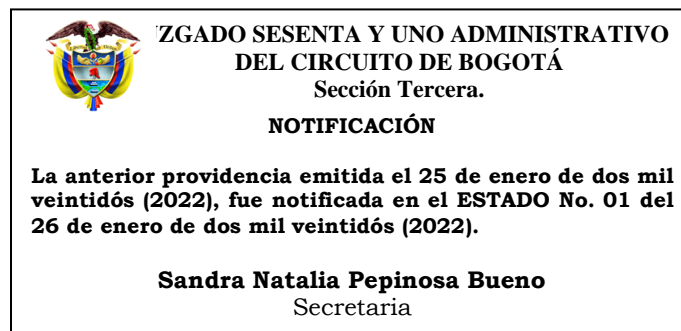 ZGADO SESENTA Y UNO ADMINISTRATIVO
DEL CIRCUITO DE BOGOTÁ
Sección Tercera.
NOTIFICACIÓN
La anterior providencia emitida el 25 de enero de dos mil
veintidós (2022), fue notificada en el ESTADO No. 01 del
26 de enero de dos mil veintidós (2022).
Sandra Natalia Pepinosa Bueno
Secretaria